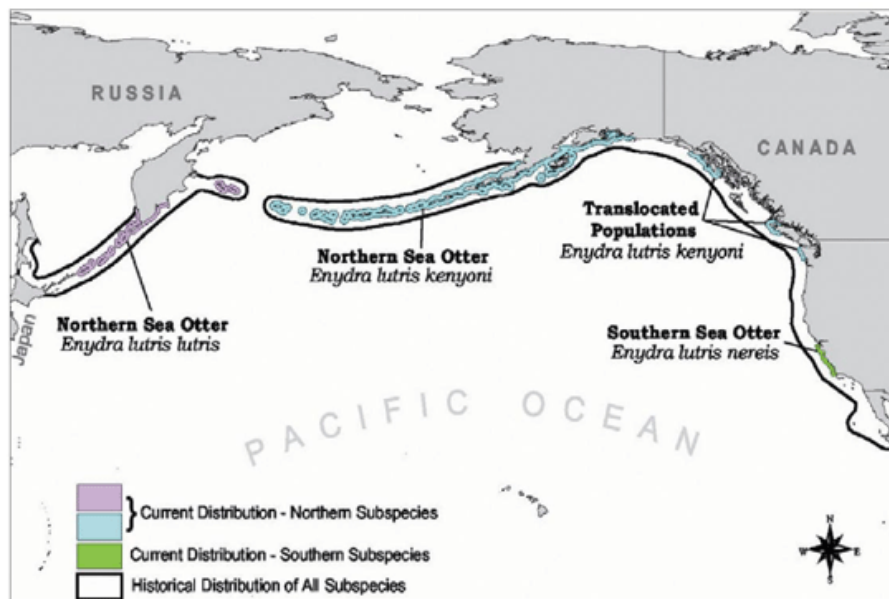 RUSSIA
CANADA
Translocated
Populations
Enydra lutris kenyoni
Northern Sea Otter
Enydra lutris kenyoni
Northern Sea Otter
Enydra lutris lutris
Japan
Southern Sea Otter
Enydra lutris nereis
PACIFIC OCEAN
Current Distribution - Northern Subspecies
Current Distribution - Southern Subspecies
Historical Distribution of All Subspecies
N
W E
S